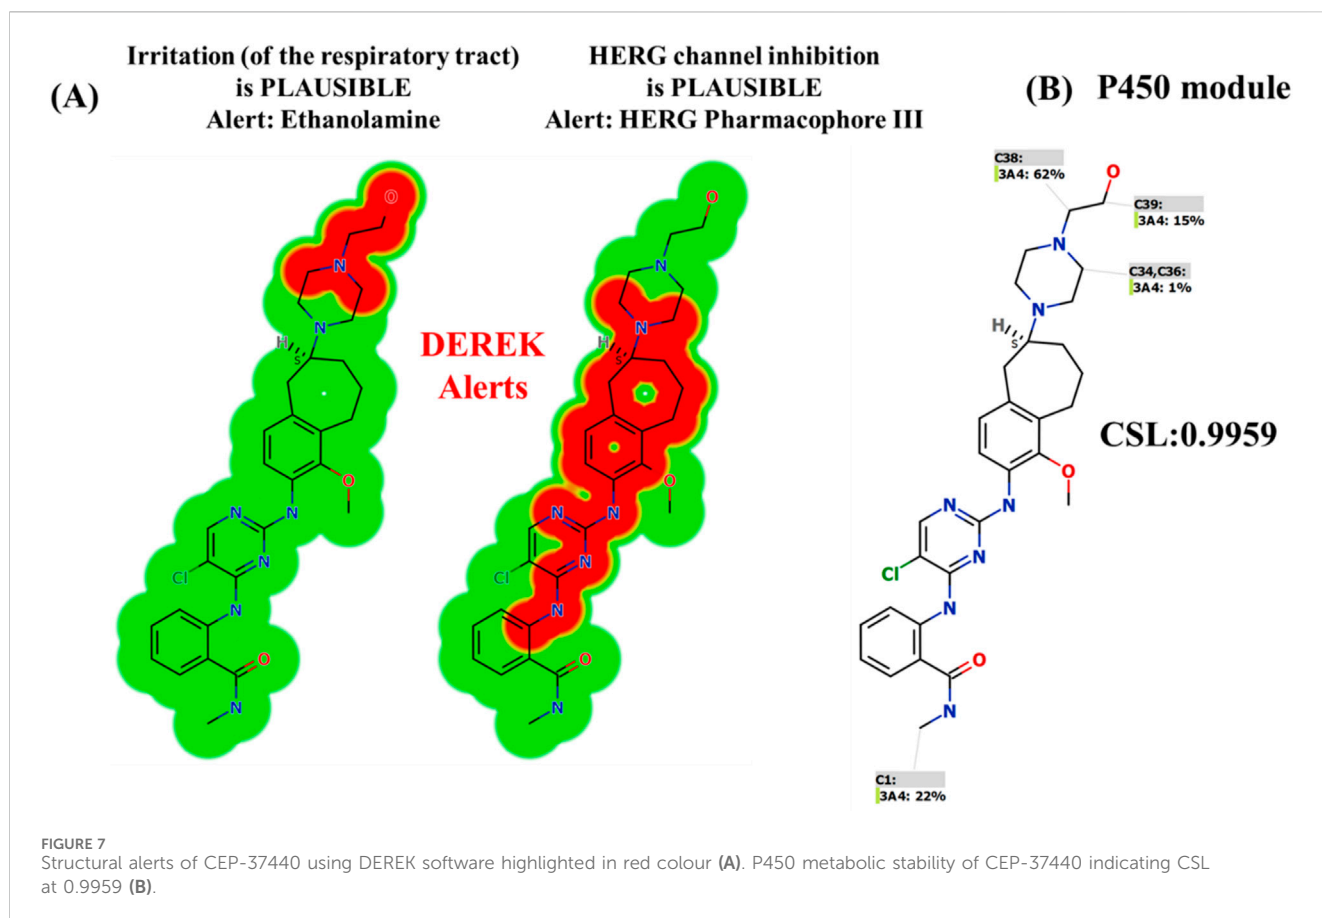 Irritation (of the respiratory tract)
is PLAUSIBLE
Alert: Ethanolamine
HERG channel inhibition
is PLAUSIBLE
Alert: HERG Pharmacophore III
(A)
(B) P450 module
O
N
N
H
S
O
N
N
N
Cl
N
O
N
DEREK
Alerts
O
N
N
H
S
O
N
N
N
Cl
N
O
N
C38:
3A4: 62%
O
C39:
3A4: 15%
N
C34,C36:
3A4: 1%
N
H
S
CSL:0.9959
O
N
N
N
Cl
N
O
N
C1:
3A4: 22%
FIGURE 7
Structural alerts of CEP-37440 using DEREK software highlighted in red colour (A). P450 metabolic stability of CEP-37440 indicating CSL
at 0.9959 (B).